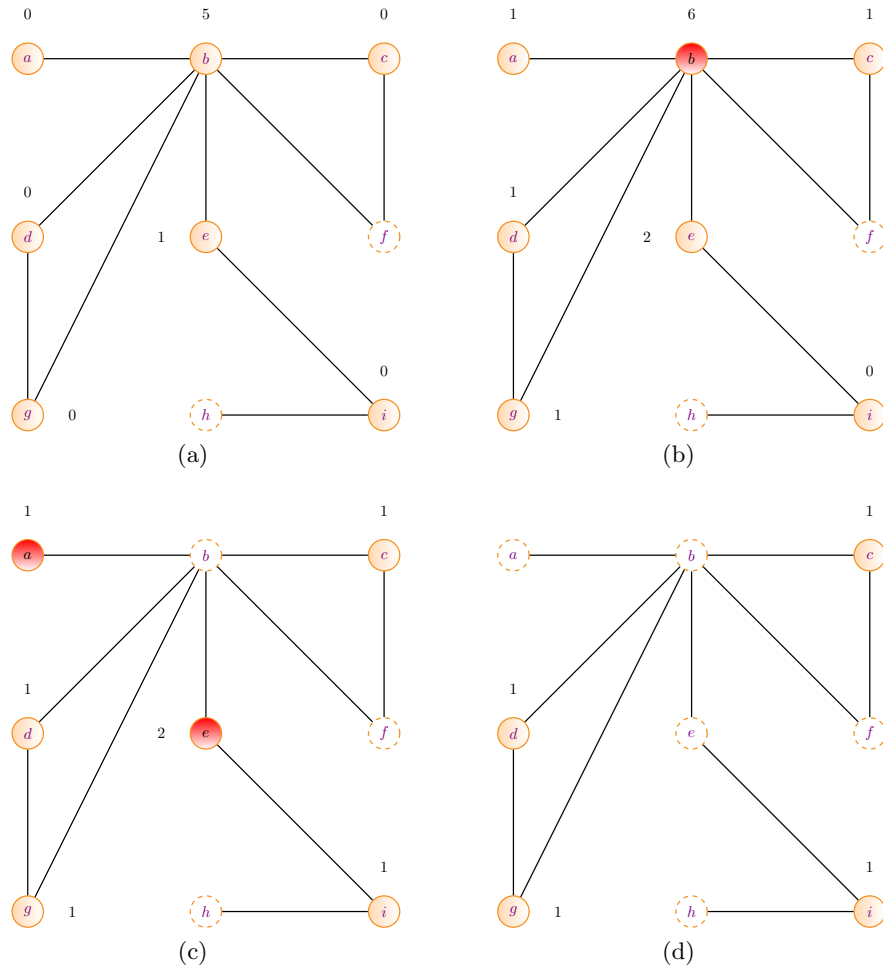 0 5 0 1 6 1
a b c a b c
0 1
d 1 e f d 2 e f
0 0
g 0 h i g 1 h i
(a) (b)
1 1 1
a b c a b c
1 1
d 2 e f d e f
1 1
g 1 h i g 1 h i
(c) (d)